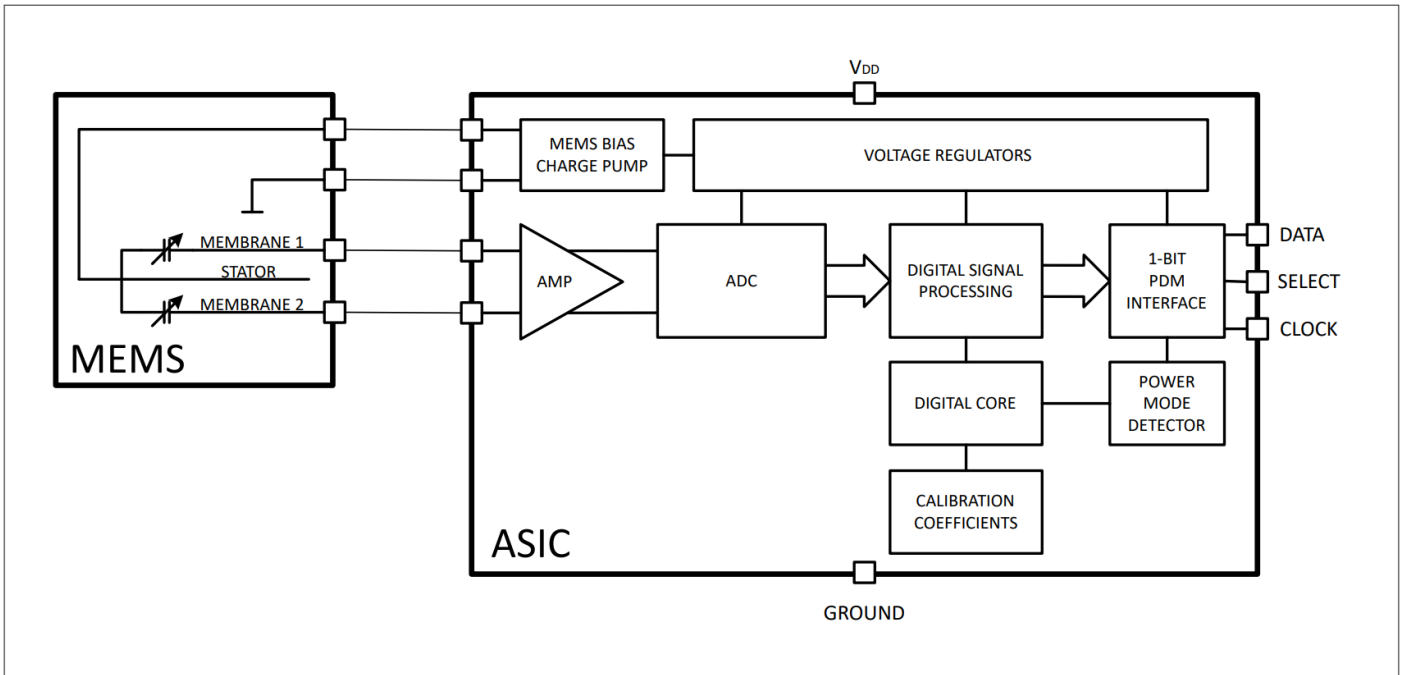 VDD
MEMS BIAS
CHARGE PUMP
VOLTAGE REGULATORS
MEMBRANE 1
STATOR
MEMBRANE 2
MEMS
AMP
ADC
DIGITAL SIGNAL
PROCESSING
1-BIT
PDM
INTERFACE
DATA
SELECT
CLOCK
DIGITAL CORE
POWER
MODE
DETECTOR
CALIBRATION
COEFFICIENTS
ASIC
GROUND